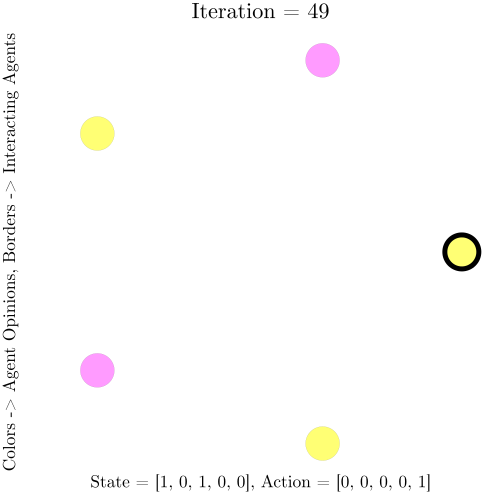 Iteration = 49
Colors -> Agent Opinions, Borders -> Interacting Agents
State = [1, 0, 1, 0, 0], Action = [0, 0, 0, 0, 1]